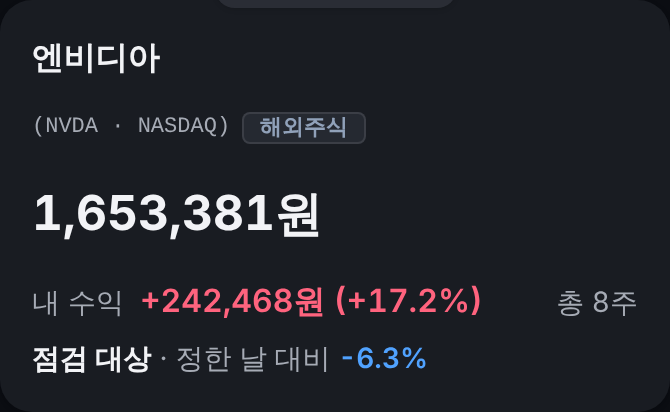 엔비디아
(NVDA · NASDAQ) 해외주식
1,653,381원
내 수익 +242,468원 (+17.2%) 총 8주
점검 대상 · 정한 날 대비 -6.3%